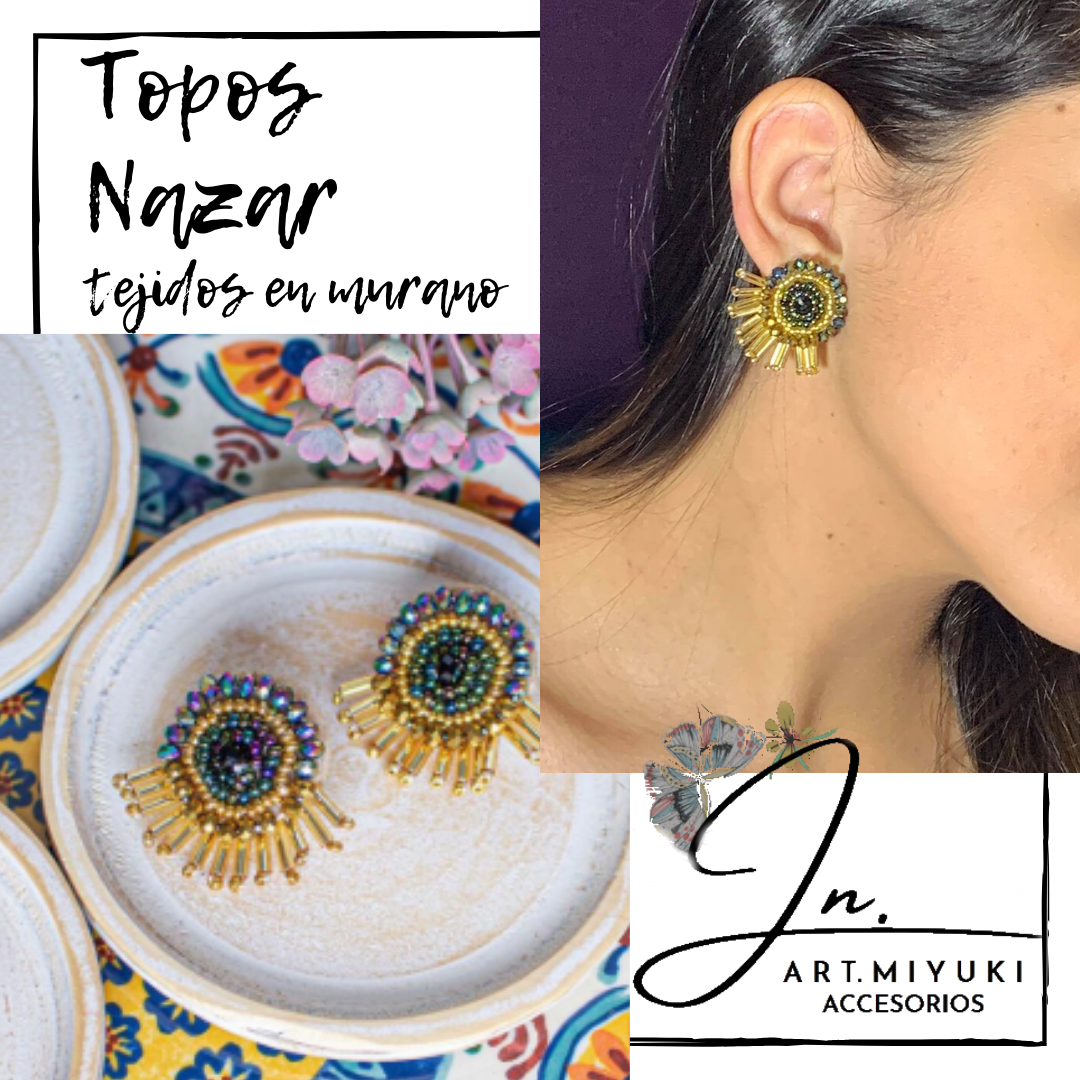 Topos
Nazar
tejidos en murano
Jn.
ART. MIYUKI
ACCESORIOS